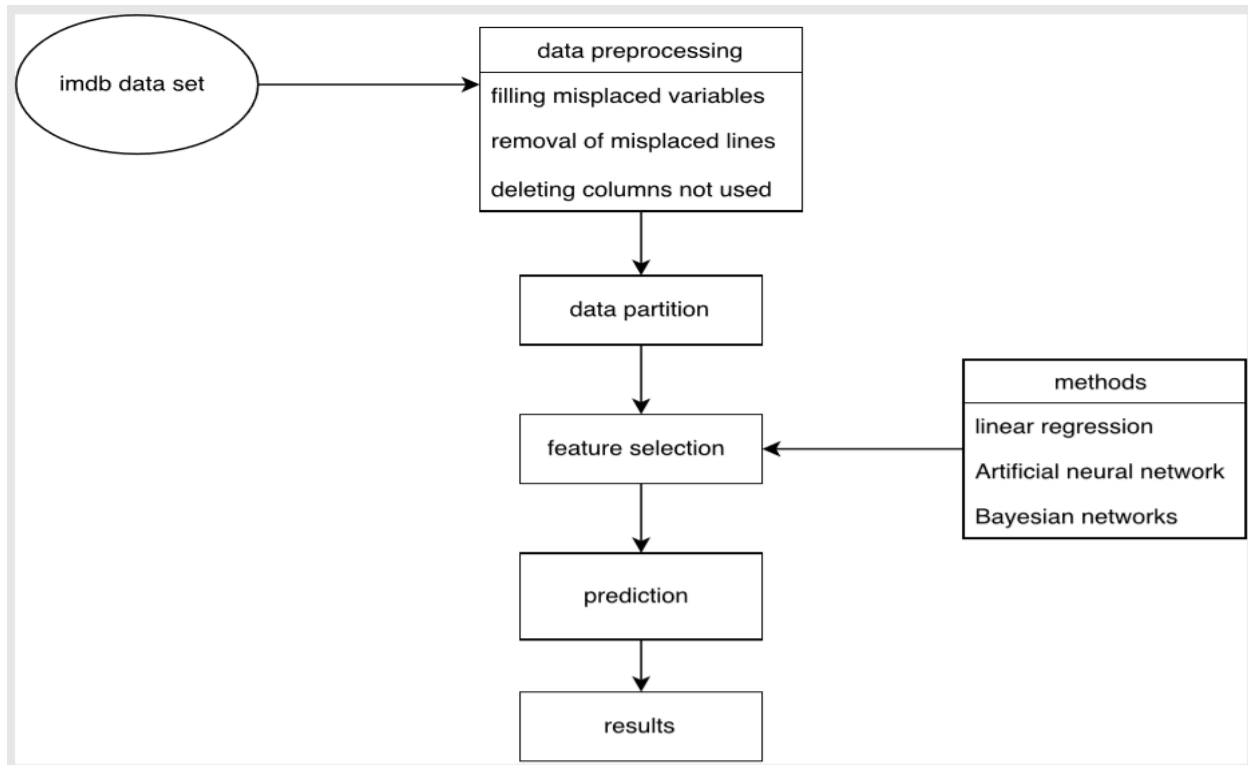 imdb data set
data preprocessing
filling misplaced variables
removal of misplaced lines
deleting columns not used
data partition
feature selection
methods
linear regression
Artificial neural network
Bayesian networks
prediction
results